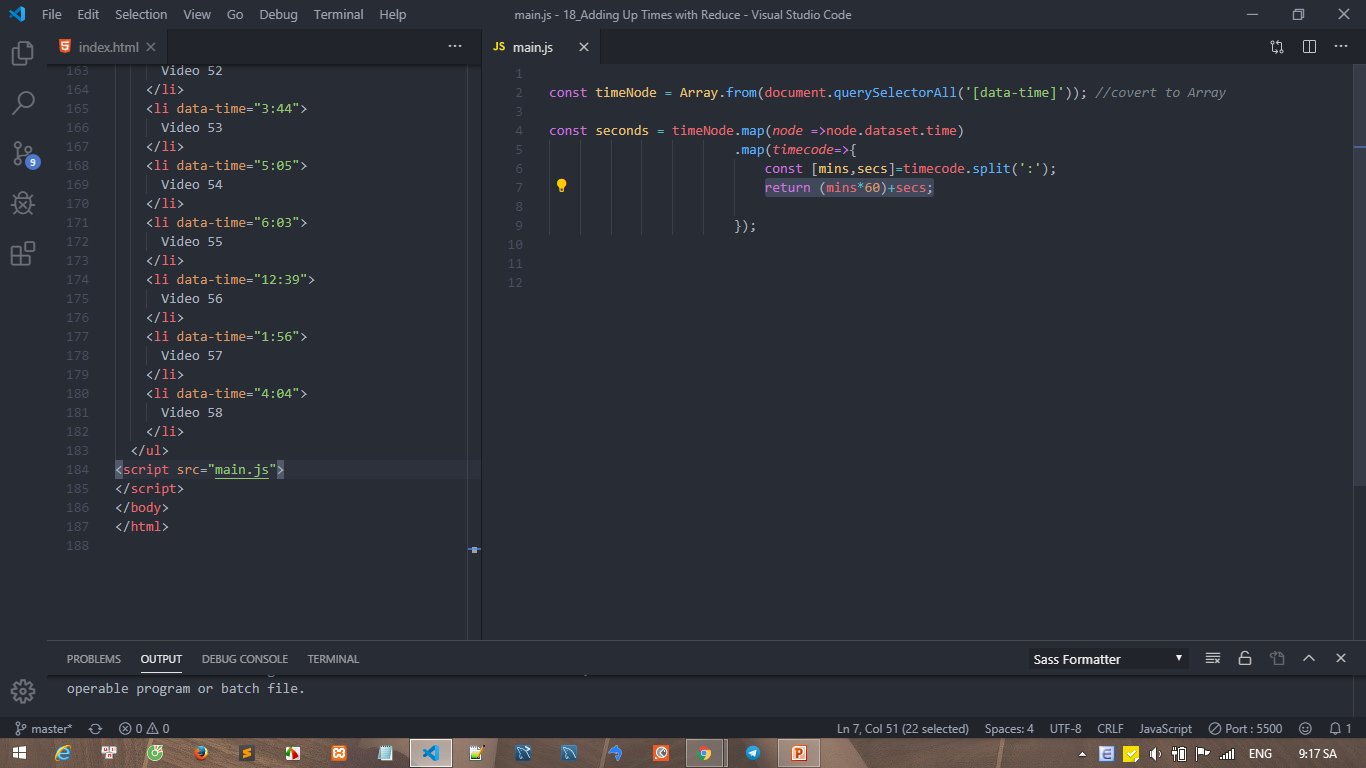 File Edit Selection View Go Debug Terminal Help main.js - 18_Adding Up Times with Reduce - Visual Studio Code
index.html
163 Video 52
164 </li>
165 <li data-time="3:44">
166 Video 53
167 </li>
168 <li data-time="5:05">
169 Video 54
170 </li>
171 <li data-time="6:03">
172 Video 55
173 </li>
174 <li data-time="12:39">
175 Video 56
176 </li>
177 <li data-time="1:56">
178 Video 57
179 </li>
180 <li data-time="4:04">
181 Video 58
182 </li>
183 </ul>
184 <script src="main.js">
185 </script>
186 </body>
187 </html>
188
JS main.js
1
2 const timeNode = Array.from(document.querySelectorAll('[data-time]')); //covert to Array
3
4 const seconds = timeNode.map(node =>node.dataset.time)
5 .map(timecode=>{
6 const [mins,secs]=timecode.split(':');
7 return (mins*60)+secs;
8
9 });
10
11
12
9
PROBLEMS OUTPUT DEBUG CONSOLE TERMINAL Sass Formatter
operable program or batch file.
master* 0 0 Ln 7, Col 51 (22 selected) Spaces: 4 UTF-8 CRLF JavaScript Port : 5500 1
ENG 9:17 SA